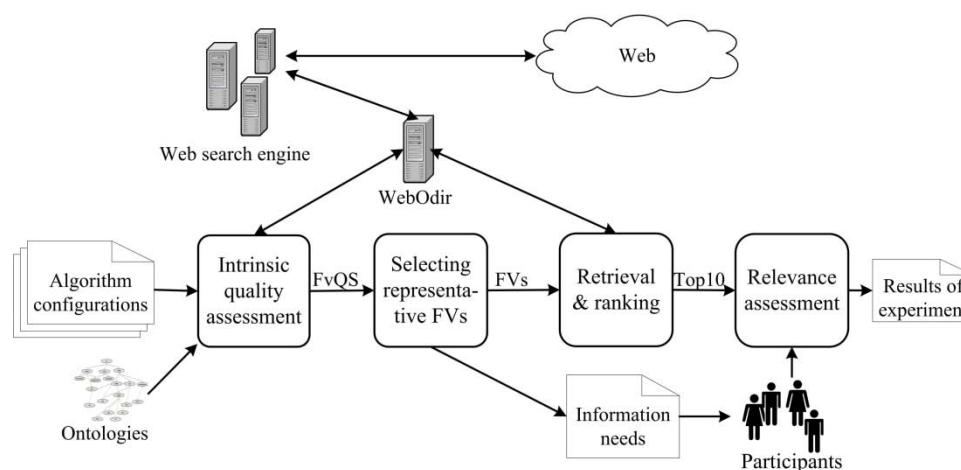 Web
Web search engine
WebOdir
Algorithm
configurations
Intrinsic
quality
assessment
FvQS
Selecting
representa-
tive FVs
FVs
Retrieval
& ranking
Top10
Relevance
assessment
Results of
experiment
Ontologies
Information
needs
Participants